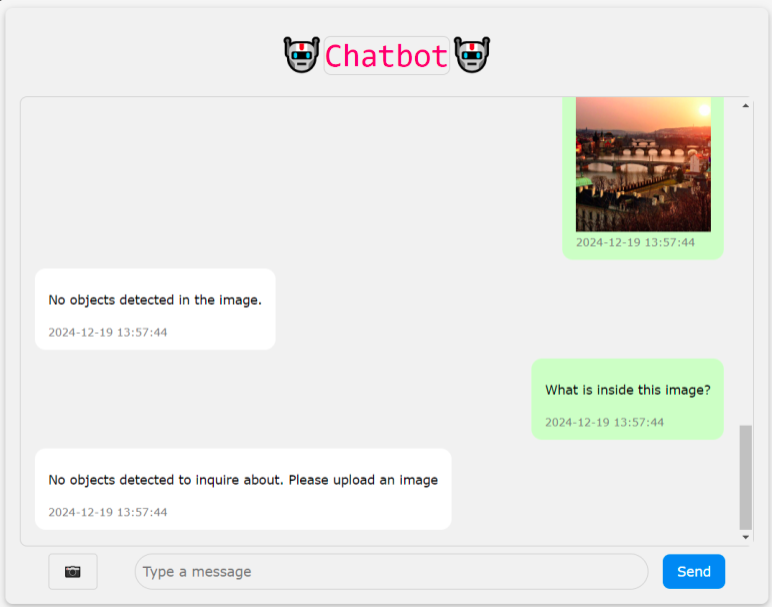 Chatbot
2024-12-19 13:57:44
No objects detected in the image.
2024-12-19 13:57:44
What is inside this image?
2024-12-19 13:57:44
No objects detected to inquire about. Please upload an image
2024-12-19 13:57:44
Type a message
Send